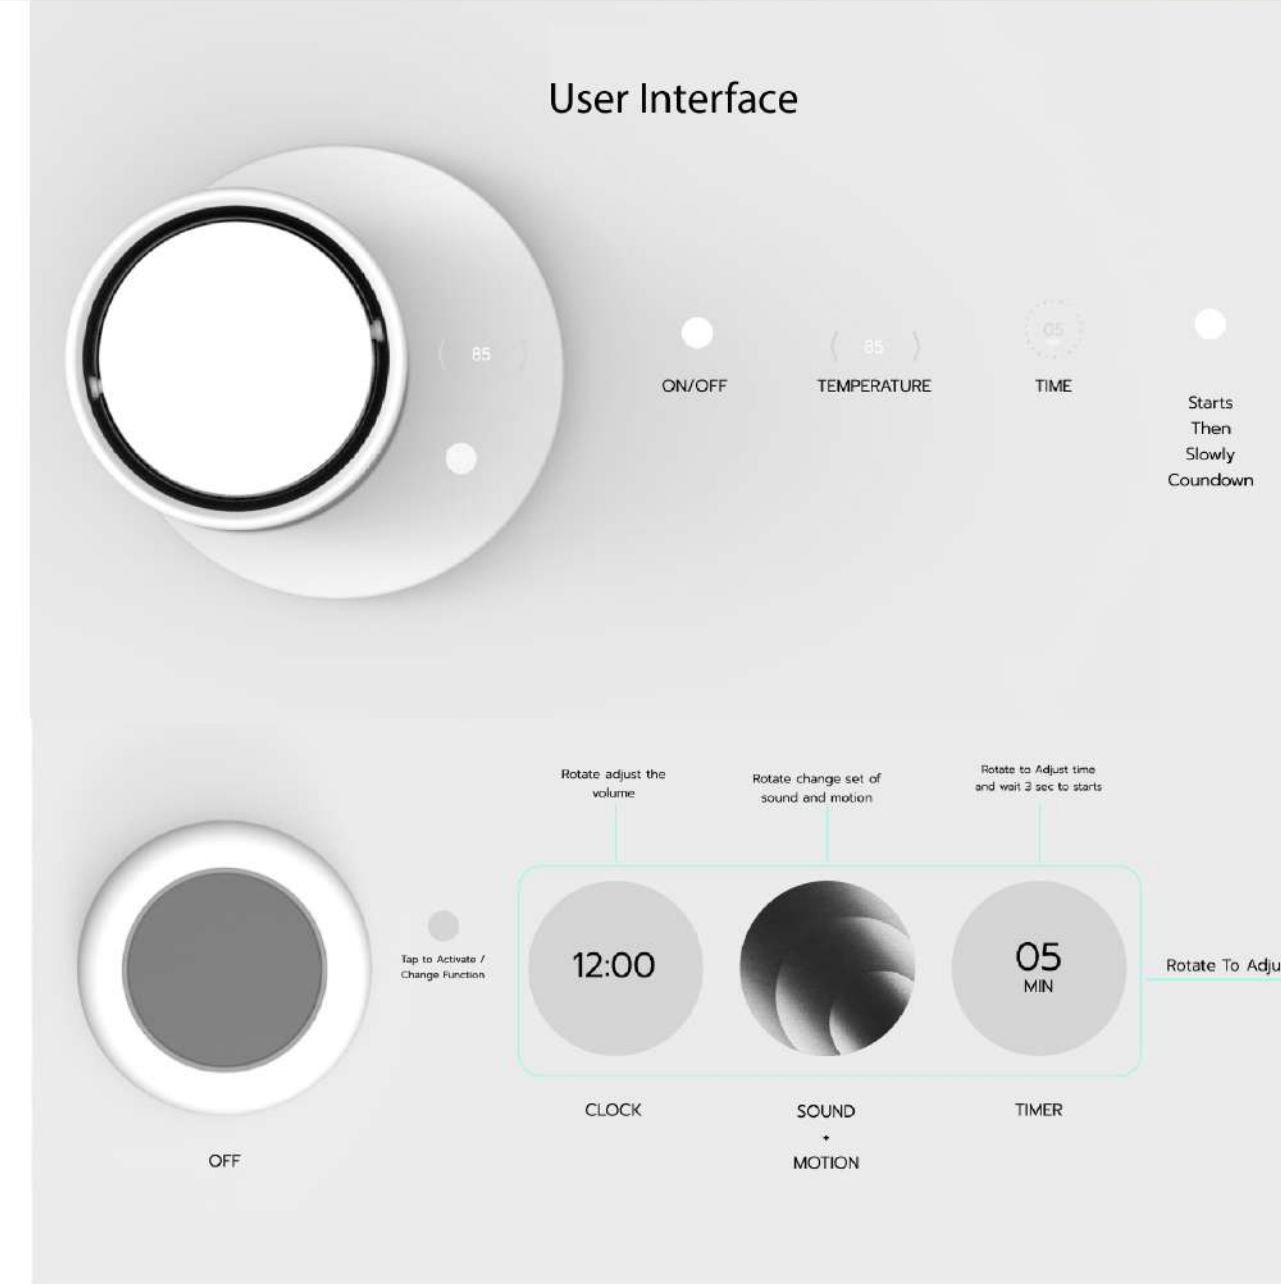 User Interface
85
ON/OFF
85
TEMPERATURE
05
TIME
Starts
Then
Slowly
Coundown
Rotate adjust the
volume
Rotate change set of
sound and motion
Rotate to Adjust time
and wait 3 sec to starts
Tap to Activate /
Change Function
12:00
05
MIN
Rotate To Adju
CLOCK
SOUND
+
MOTION
TIMER
OFF